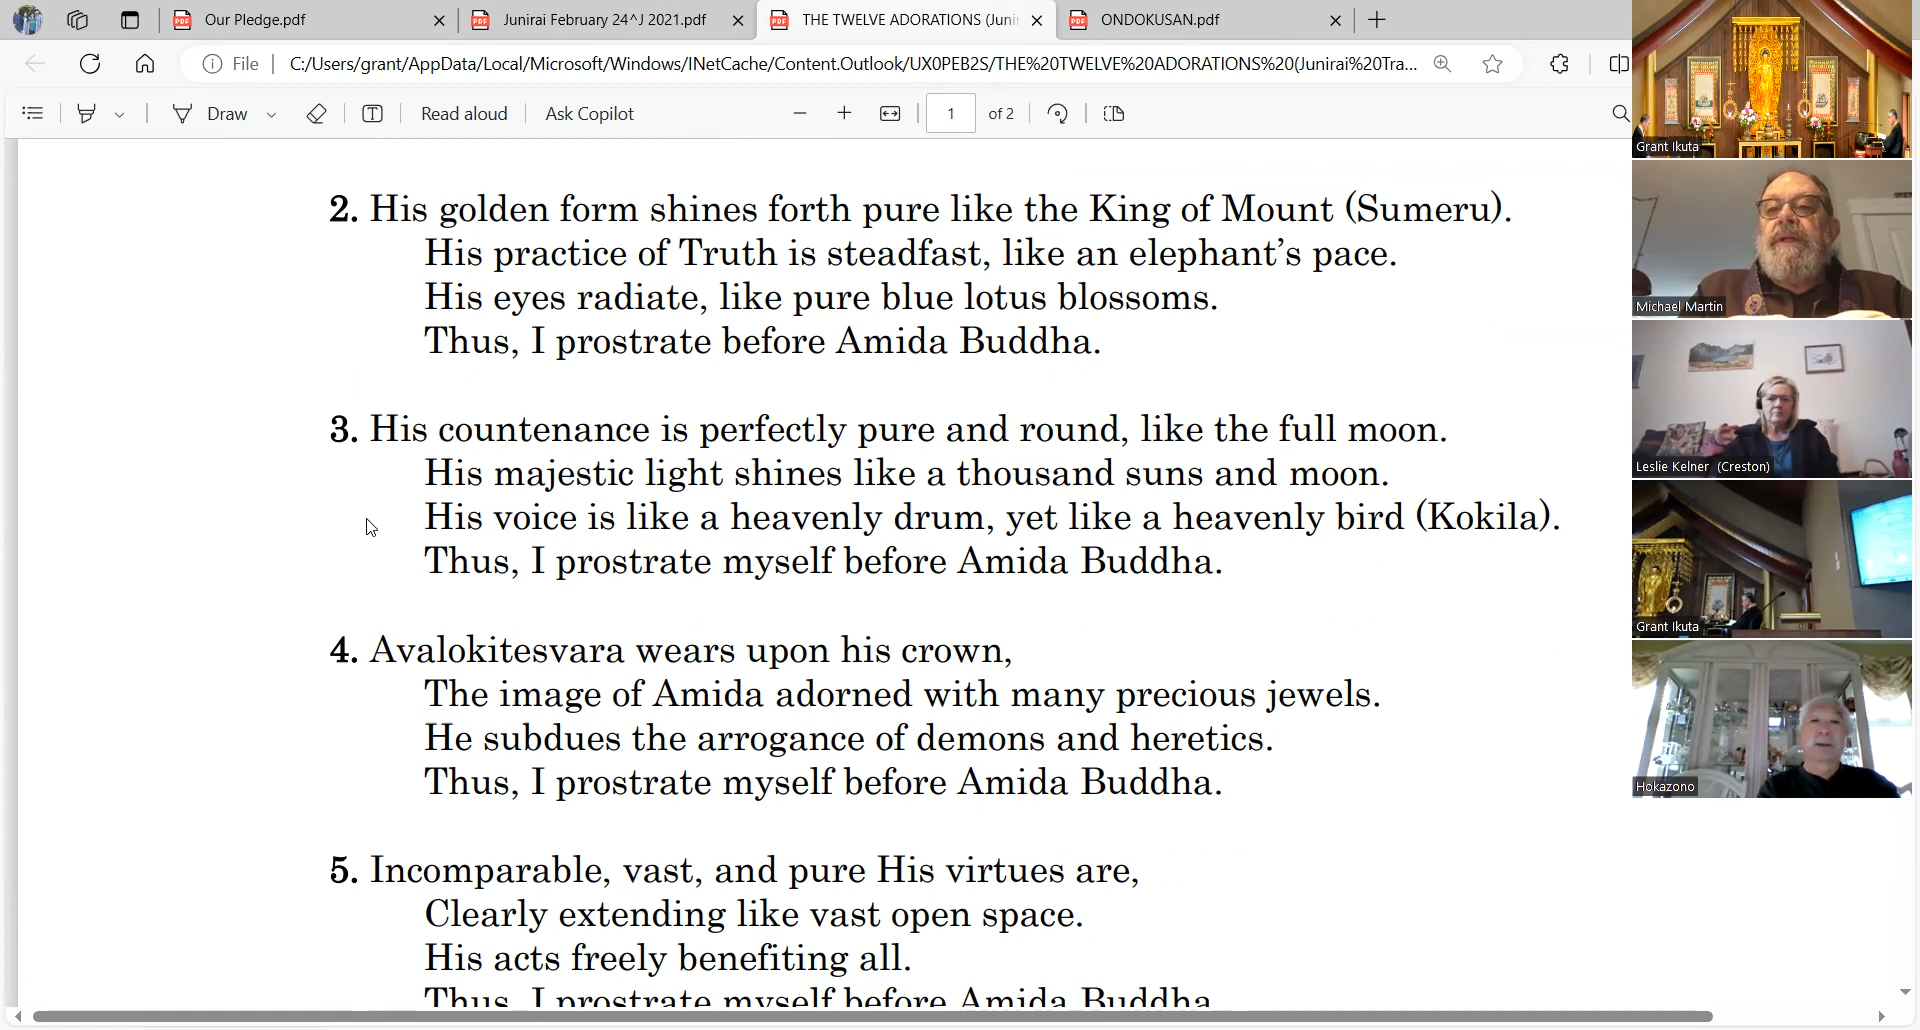 Our Pledge.pdf
Junirai February 24^J 2021.pdf
THE TWELVE ADORATIONS (Juni
ONDOKUSAN.pdf
File
C:/Users/grant/AppData/Local/Microsoft/Windows/INetCache/Content.Outlook/UX0PEB2S/THE%20TWELVE%20ADORATIONS%20(Junirai%20Tra...
Draw
Read aloud
Ask Copilot
1 of 2
2. His golden form shines forth pure like the King of Mount (Sumeru).
His practice of Truth is steadfast, like an elephant’s pace.
His eyes radiate, like pure blue lotus blossoms.
Thus, I prostrate before Amida Buddha.
3. His countenance is perfectly pure and round, like the full moon.
His majestic light shines like a thousand suns and moon.
His voice is like a heavenly drum, yet like a heavenly bird (Kokila).
Thus, I prostrate myself before Amida Buddha.
4. Avalokitesvara wears upon his crown,
The image of Amida adorned with many precious jewels.
He subdues the arrogance of demons and heretics.
Thus, I prostrate myself before Amida Buddha.
5. Incomparable, vast, and pure His virtues are,
Clearly extending like vast open space.
His acts freely benefiting all.
Thus, I prostrate myself before Amida Buddha
Grant Ikuta
Michael Martin
Leslie Kelner (Creston)
Grant Ikuta
Hokazono